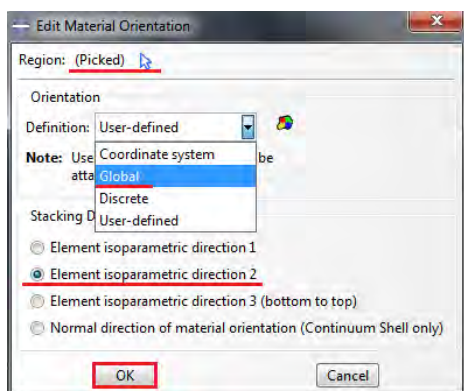 Edit Material Orientation
Region: (Picked)
Orientation
Definition: User-defined
Note: Use be
atta
Coordinate system
Global
Discrete
User-defined
Stacking D
Element isoparametric direction 1
Element isoparametric direction 2
Element isoparametric direction 3 (bottom to top)
Normal direction of material orientation (Continuum Shell only)
OK Cancel